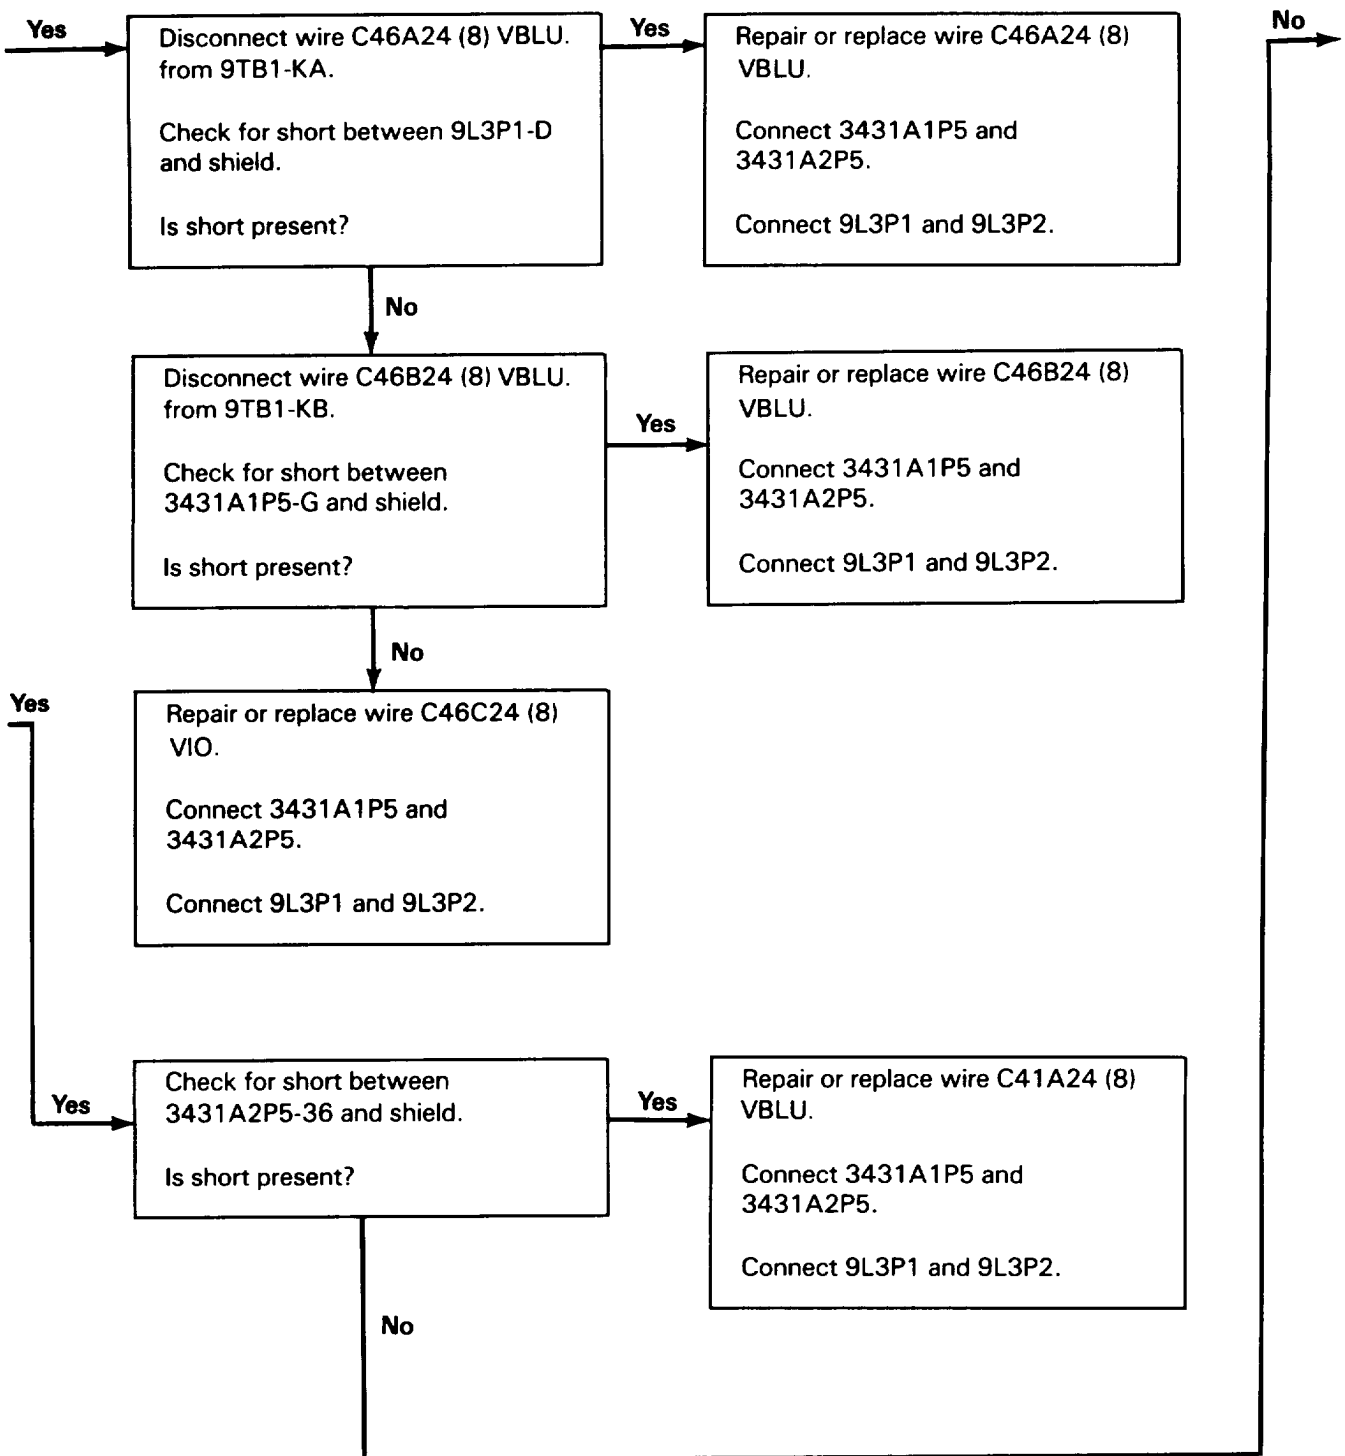 Yes
Disconnect wire C46A24 (8) VBLU.
from 9TB1-KA.
Check for short between 9L3P1-D
and shield.
Is short present?
Yes
Repair or replace wire C46A24 (8)
VBLU.
Connect 3431A1P5 and
3431A2P5.
Connect 9L3P1 and 9L3P2.
No
No
Disconnect wire C46B24 (8) VBLU.
from 9TB1-KB.
Check for short between
3431A1P5-G and shield.
Is short present?
Yes
Repair or replace wire C46B24 (8)
VBLU.
Connect 3431A1P5 and
3431A2P5.
Connect 9L3P1 and 9L3P2.
No
Yes
Repair or replace wire C46C24 (8)
VIO.
Connect 3431A1P5 and
3431A2P5.
Connect 9L3P1 and 9L3P2.
Yes
Check for short between
3431A2P5-36 and shield.
Is short present?
Yes
Repair or replace wire C41A24 (8)
VBLU.
Connect 3431A1P5 and
3431A2P5.
Connect 9L3P1 and 9L3P2.
No